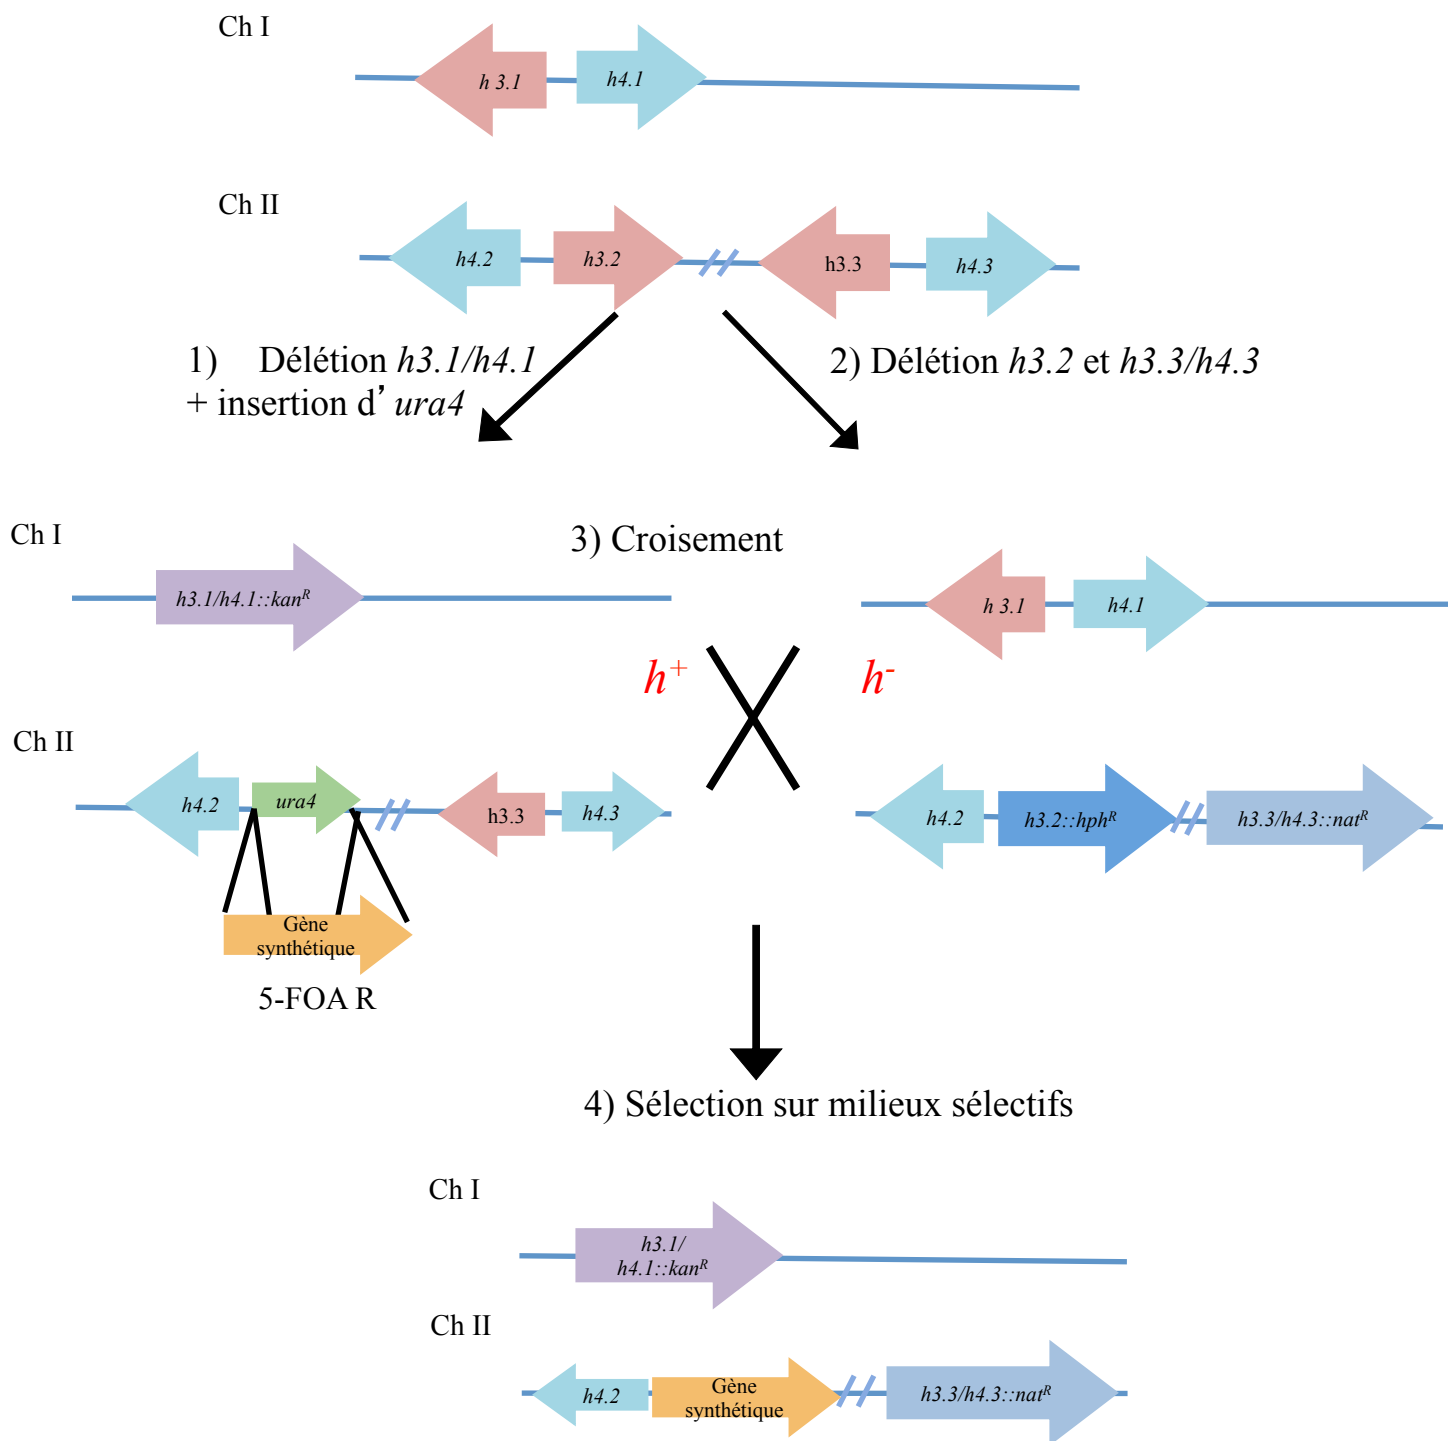 Ch I
h 3.1
h4.1
Ch II
h4.2
h3.2
h3.3
h4.3
1) Délétion h3.1/h4.1
+ insertion d’ ura4
2) Délétion h3.2 et h3.3/h4.3
Ch I
3) Croisement
h3.1/h4.1::kanᴿ
h 3.1
h4.1
h⁺
h⁻
Ch II
h4.2
ura4
h3.3
h4.3
h4.2
h3.2::hphᴿ
h3.3/h4.3::natᴿ
Gène
synthétique
5-FOA R
4) Sélection sur milieux sélectifs
Ch I
h3.1/
h4.1::kanᴿ
Ch II
h4.2
Gène
synthétique
h3.3/h4.3::natᴿ